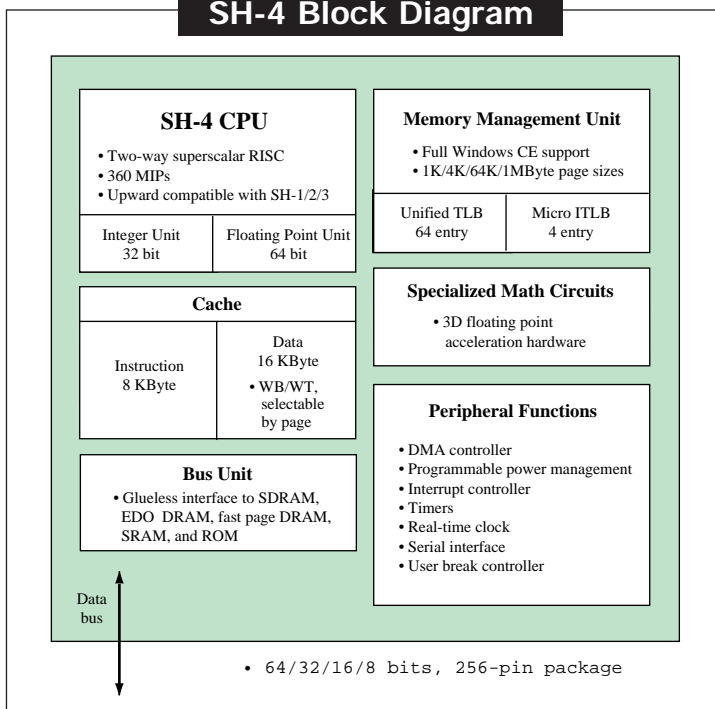 SH-4 Block Diagram
SH-4 CPU
• Two-way superscalar RISC
• 360 MIPs
• Upward compatible with SH-1/2/3
Integer Unit
32 bit
Floating Point Unit
64 bit
Cache
Instruction
8 KByte
Data
16 KByte
• WB/WT,
selectable
by page
Bus Unit
• Glueless interface to SDRAM,
EDO DRAM, fast page DRAM,
SRAM, and ROM
Data
bus
Memory Management Unit
• Full Windows CE support
• 1K/4K/64K/1MByte page sizes
Unified TLB
64 entry
Micro ITLB
4 entry
Specialized Math Circuits
• 3D floating point
acceleration hardware
Peripheral Functions
• DMA controller
• Programmable power management
• Interrupt controller
• Timers
• Real-time clock
• Serial interface
• User break controller
• 64/32/16/8 bits, 256-pin package